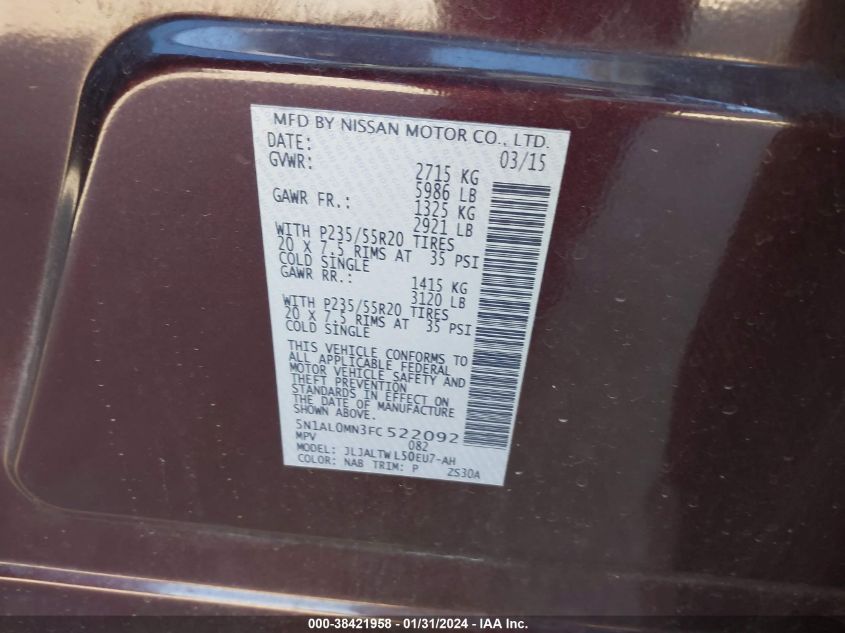 MFD BY NISSAN MOTOR CO., LTD.
DATE: 03/15
GVWR: 2715 KG
5986 LB
GAWR FR.: 1325 KG
2921 LB
WITH P235/55R20 TIRES
20 X 7.5 RIMS AT 35 PSI
COLD SINGLE
GAWR RR.: 1415 KG
3120 LB
WITH P235/55R20 TIRES
20 X 7.5 RIMS AT 35 PSI
COLD SINGLE
THIS VEHICLE CONFORMS TO
ALL APPLICABLE FEDERAL
MOTOR VEHICLE SAFETY AND
THEFT PREVENTION
STANDARDS IN EFFECT ON
THE DATE OF MANUFACTURE
SHOWN ABOVE.
5N1AL0MN3FC522092
MPV 082
MODEL: JLJALTWL50EU7-AH
COLOR: NAB TRIM: P 2S30A
000-38421958 - 01/31/2024 - IAA Inc.